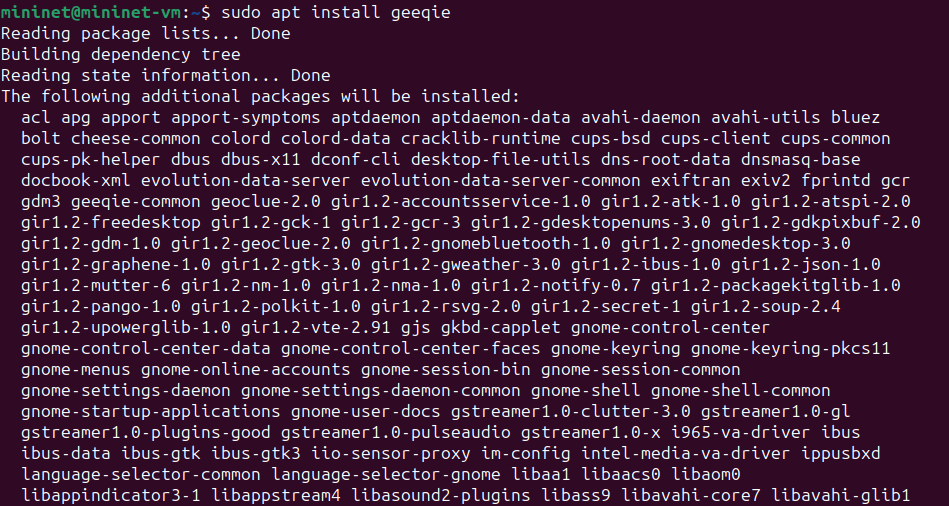 mininet@mininet-vm:~$ sudo apt install geeqie
Reading package lists... Done
Building dependency tree
Reading state information... Done
The following additional packages will be installed:
acl apg apport apport-symptoms aptdaemon aptdaemon-data avahi-daemon avahi-utils bluez
bolt cheese-common colord colord-data cracklib-runtime cups-bsd cups-client cups-common
cups-pk-helper dbus dbus-x11 dconf-cli desktop-file-utils dns-root-data dnsmasq-base
docbook-xml evolution-data-server evolution-data-server-common exiftran exiv2 fprintd gcr
gdm3 geeqie-common geoclue-2.0 gir1.2-accountsservice-1.0 gir1.2-atk-1.0 gir1.2-atspi-2.0
gir1.2-freedesktop gir1.2-gck-1 gir1.2-gcr-3 gir1.2-gdesktopenums-3.0 gir1.2-gdkpixbuf-2.0
gir1.2-gdm-1.0 gir1.2-geoclue-2.0 gir1.2-gnomebluetooth-1.0 gir1.2-gnomedesktop-3.0
gir1.2-graphene-1.0 gir1.2-gtk-3.0 gir1.2-gweather-3.0 gir1.2-ibus-1.0 gir1.2-json-1.0
gir1.2-mutter-6 gir1.2-nm-1.0 gir1.2-nma-1.0 gir1.2-notify-0.7 gir1.2-packagekitglib-1.0
gir1.2-pango-1.0 gir1.2-polkit-1.0 gir1.2-rsvg-2.0 gir1.2-secret-1 gir1.2-soup-2.4
gir1.2-upowerglib-1.0 gir1.2-vte-2.91 gjs gkbd-capplet gnome-control-center
gnome-control-center-data gnome-control-center-faces gnome-keyring gnome-keyring-pkcs11
gnome-menus gnome-online-accounts gnome-session-bin gnome-session-common
gnome-settings-daemon gnome-settings-daemon-common gnome-shell gnome-shell-common
gnome-startup-applications gnome-user-docs gstreamer1.0-clutter-3.0 gstreamer1.0-gl
gstreamer1.0-plugins-good gstreamer1.0-pulseaudio gstreamer1.0-x i965-va-driver ibus
ibus-data ibus-gtk ibus-gtk3 iio-sensor-proxy im-config intel-media-va-driver ippusbxd
language-selector-common language-selector-gnome libaa1 libaacs0 libaom0
libappindicator3-1 libappstream4 libasound2-plugins libass9 libavahi-core7 libavahi-glib1